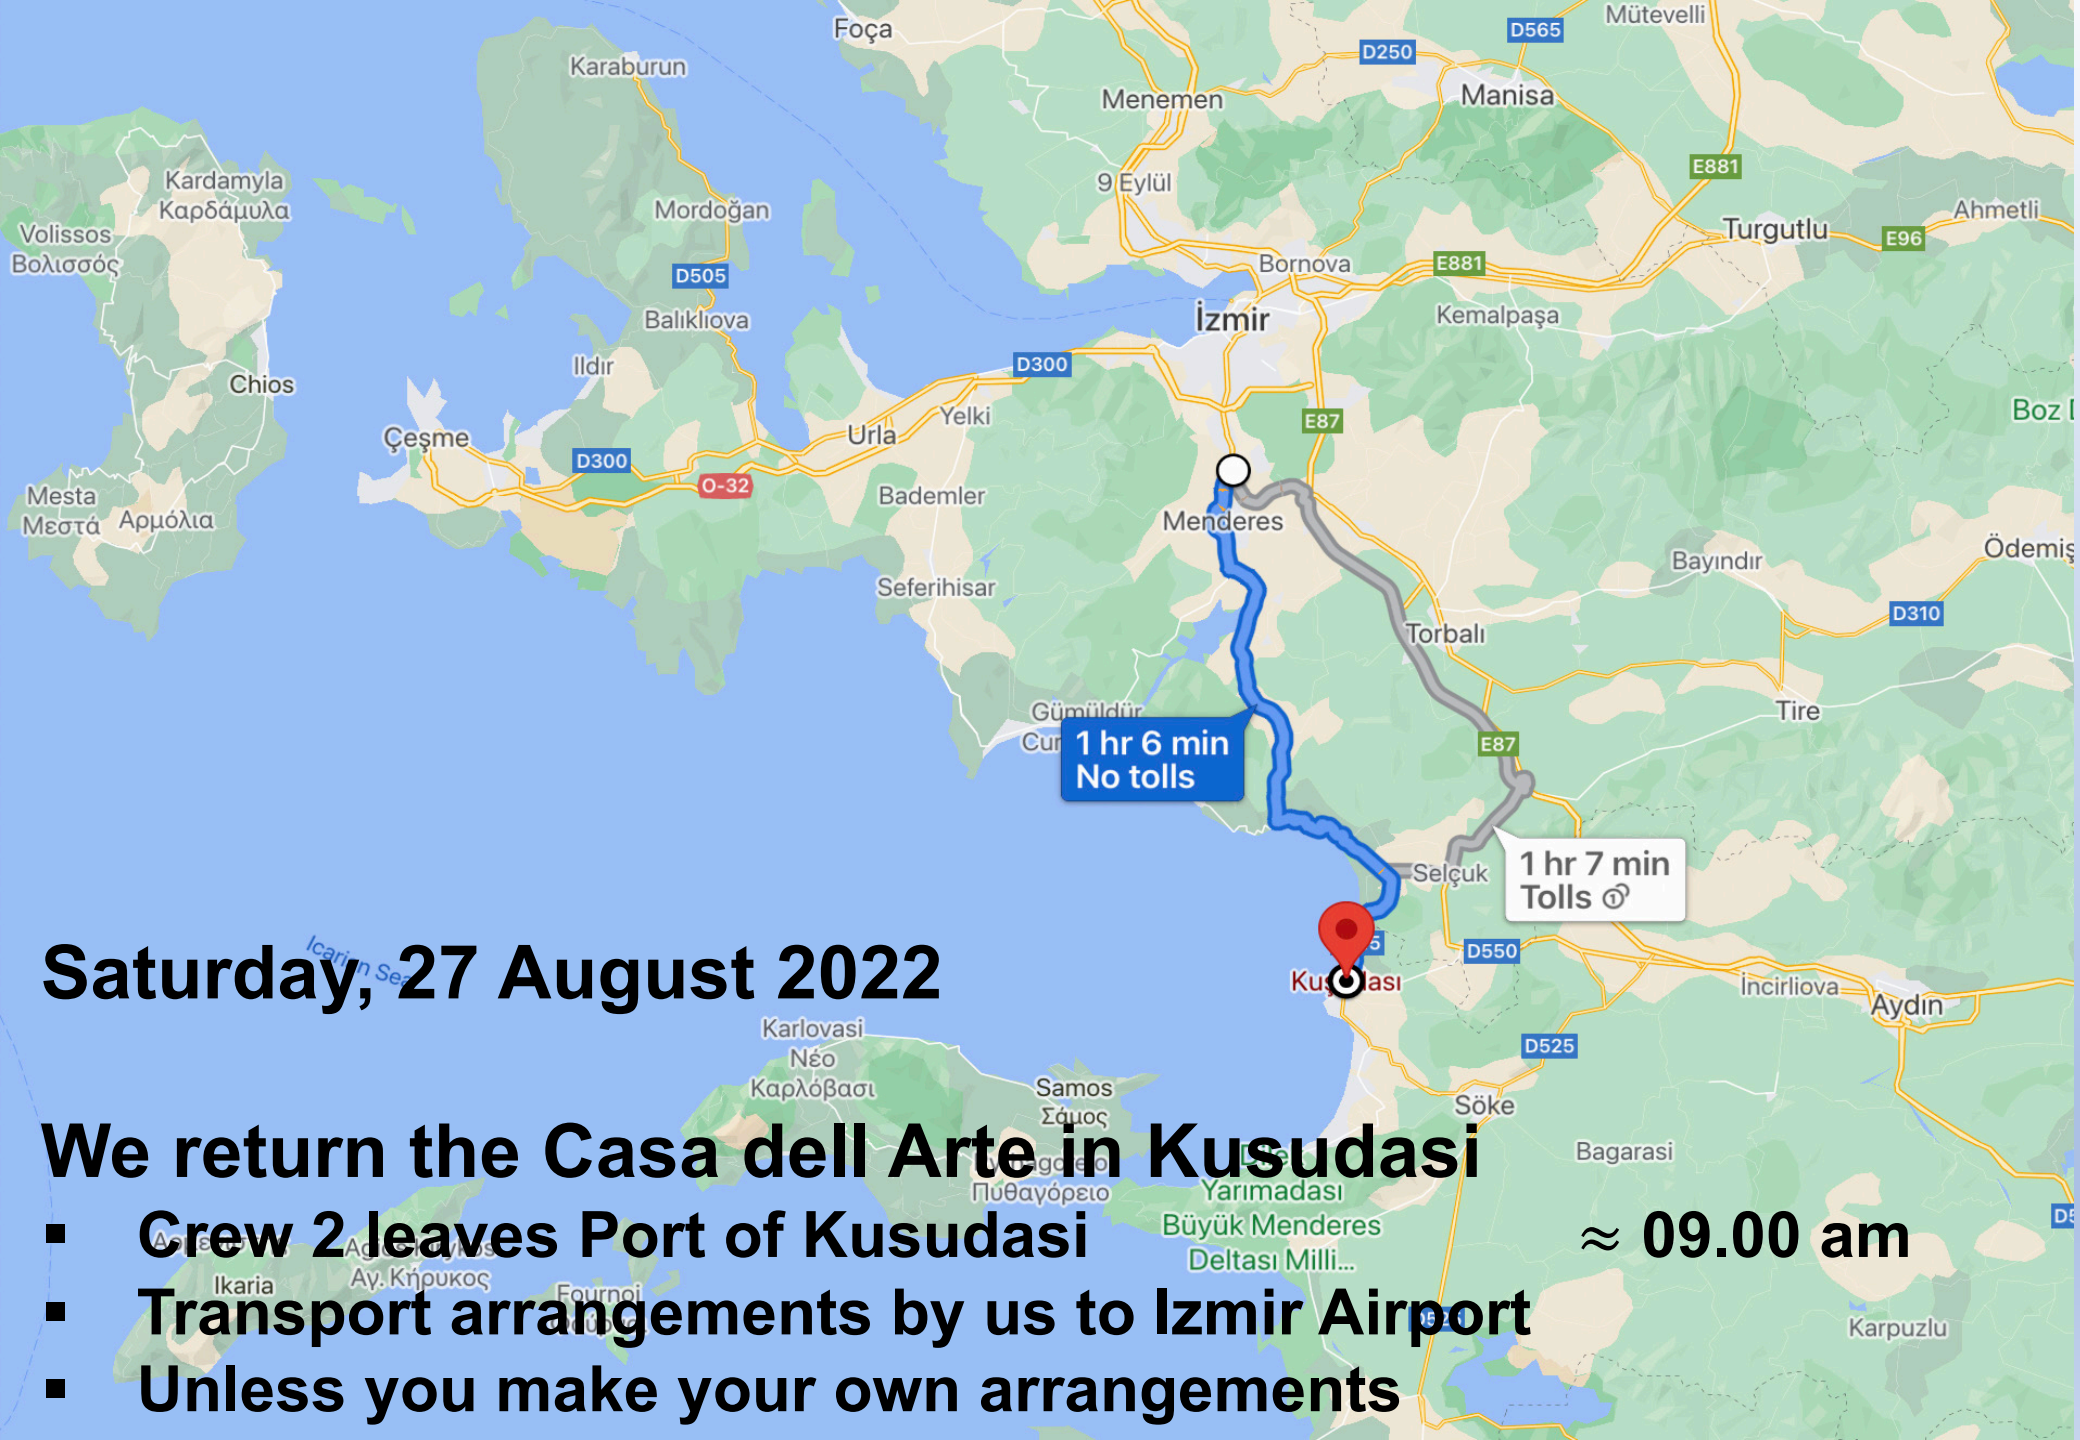 Foça
Mütevelli
D565
D250
Karaburun
Menemen
Manisa
E881
9 Eylül
Kardamyla
Καρδάμυλα
Mordoğan
Ahmetli
Volissos
Βολισσός
Turgutlu
E96
D505
Bornova
E881
Balıklıova
İzmir
Kemalpaşa
Ildır
D300
Chios
Yelki
Boz
Çeşme
Urla
E87
D300
O-32
Mesta
Μεστά
Αρμόλια
Bademler
Menderes
Ödemiş
Bayındır
Seferihisar
D310
Torbalı
Gümüldür
Tire
1 hr 6 min
No tolls
E87
1 hr 7 min
Tolls
Selçuk
Saturday, 27 August 2022
Icarian Sea
D550
İncirliova
Aydın
Karlovasi
Νέο
Καρλόβασι
D525
Samos
Σάμος
Söke
We return the Casa dell Arte in Kusudasi
Bagarasi
Πυθαγόρειο
Yarımadası
Büyük Menderes
Deltası Milli...
▪ Crew 2 leaves Port of Kusudasi ≈ 09.00 am
Ikaria
Αγ. Κήρυκος
Fournoi
▪ Transport arrangements by us to Izmir Airport
Karpuzlu
▪ Unless you make your own arrangements